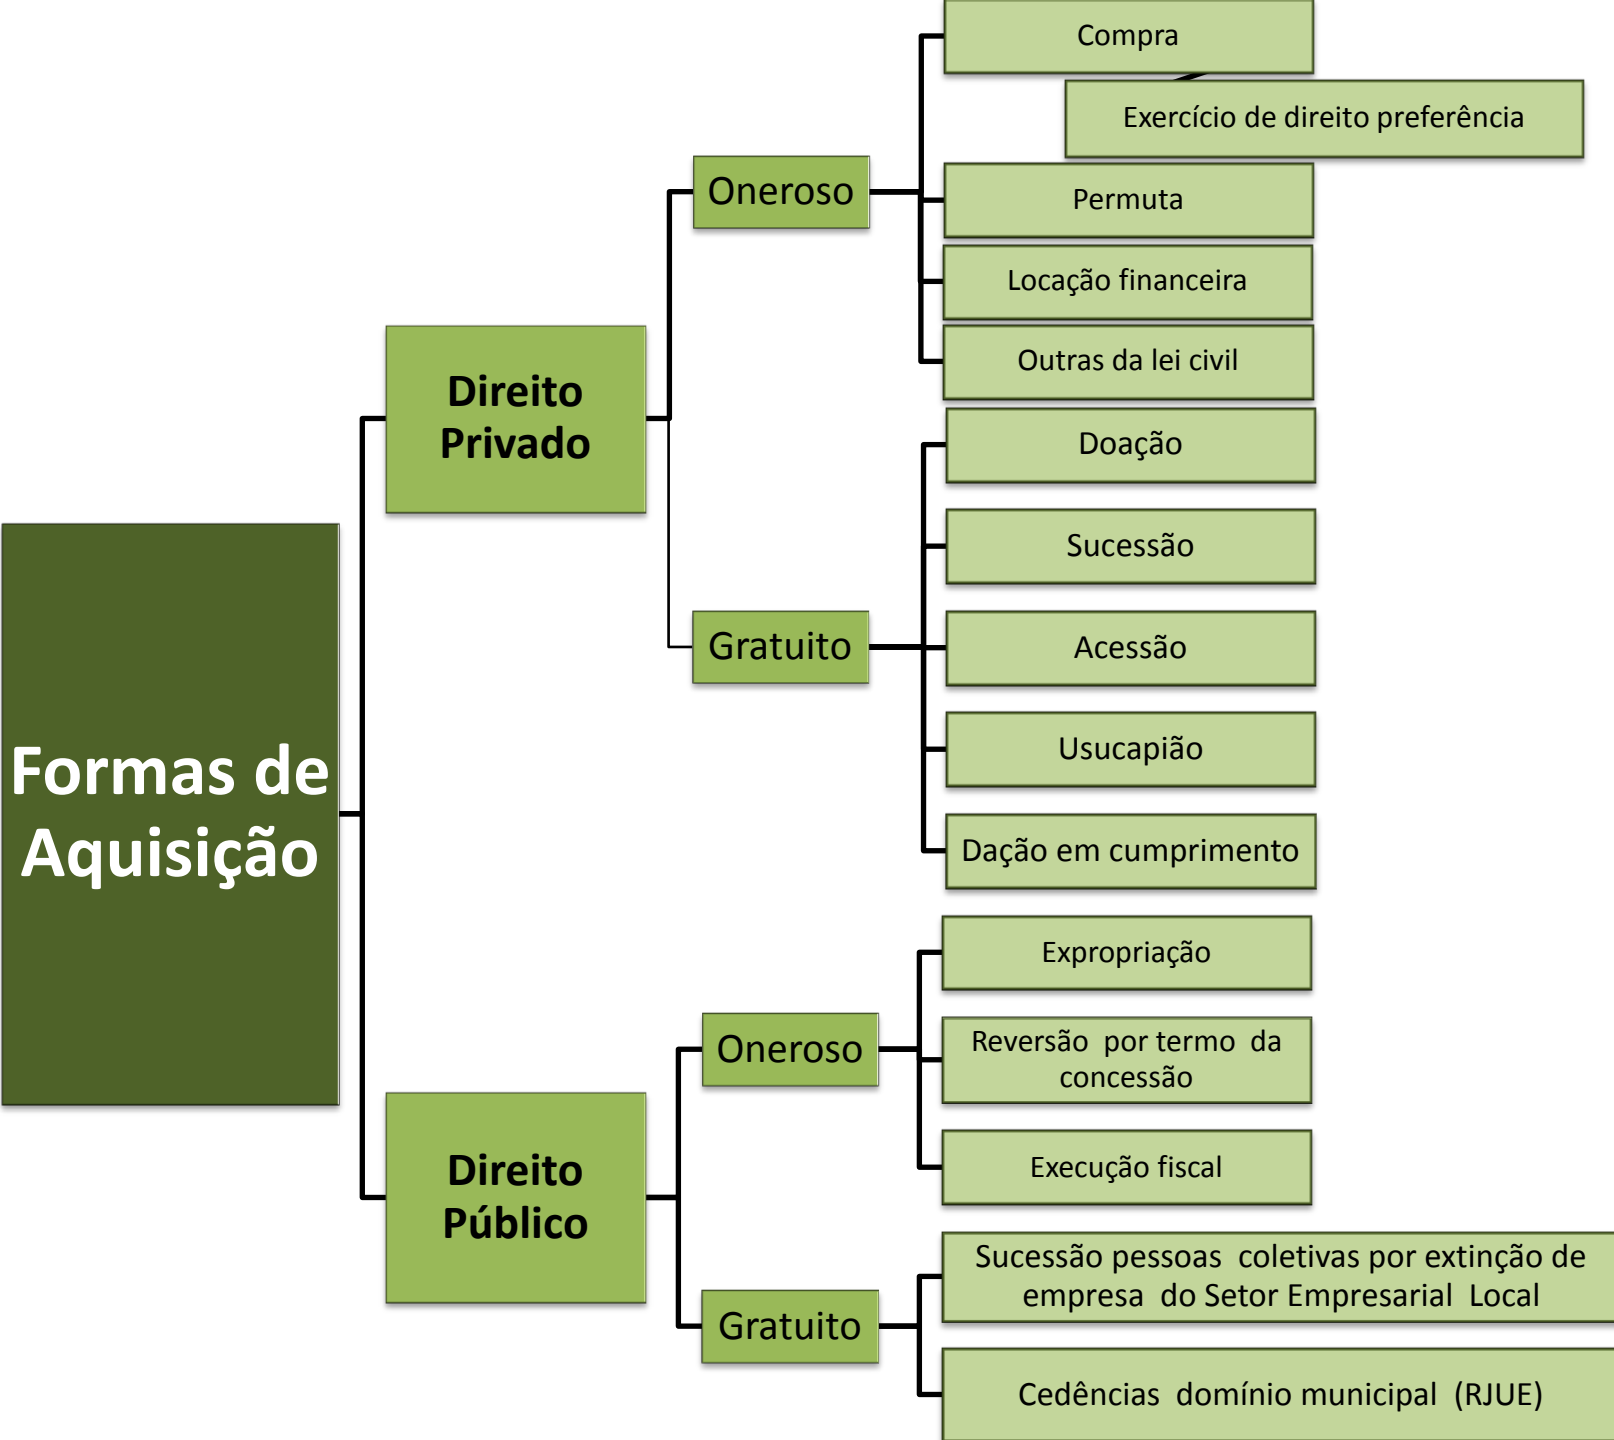 Formas de
Aquisição
Direito
Privado
Oneroso
Compra
Exercício de direito preferência
Permuta
Locação financeira
Outras da lei civil
Gratuito
Doação
Sucessão
Acessão
Usucapião
Dação em cumprimento
Direito
Público
Oneroso
Expropriação
Reversão por termo da
concessão
Execução fiscal
Gratuito
Sucessão pessoas coletivas por extinção de
empresa do Setor Empresarial Local
Cedências domínio municipal (RJUE)